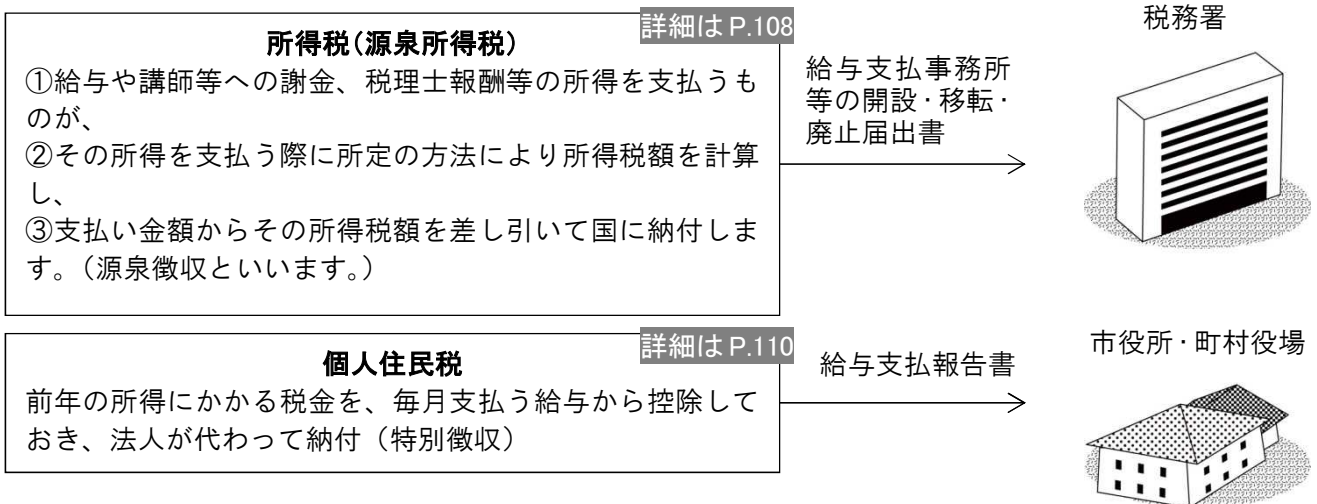 詳細は P.108
所得税（源泉所得税）
①給与や講師等への謝金、税理士報酬等の所得を支払うも
のが、
②その所得を支払う際に所定の方法により所得税額を計算
し、
③支払い金額からその所得税額を差し引いて国に納付しま
す。（源泉徴収といいます。）
給与支払事務所
等の開設・移転・
廃止届出書
税務署
詳細は P.110
個人住民税
前年の所得にかかる税金を、毎月支払う給与から控除して
おき、法人が代わって納付（特別徴収）
給与支払報告書
市役所・町村役場